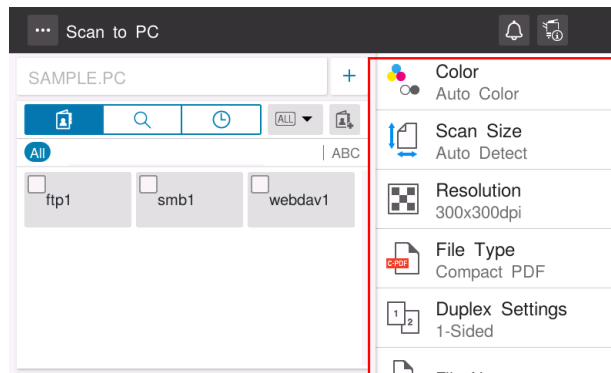 Scan to PC
SAMPLE.PC
+
ALL
All
ABC
ftp1
smb1
webdav1
Color
Auto Color
Scan Size
Auto Detect
Resolution
300x300dpi
C-PDF
File Type
Compact PDF
1
2
Duplex Settings
1-Sided